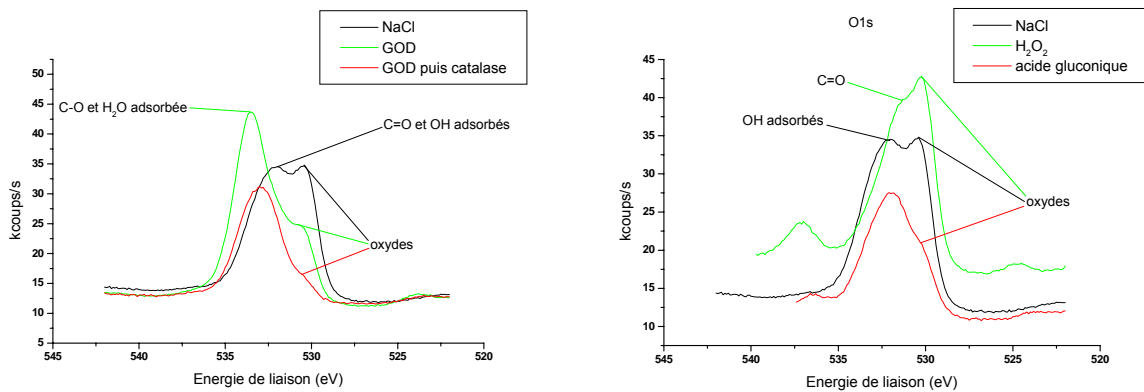 NaCl
GOD
GOD puis catalase
C-O et H₂O adsorbée
C=O et OH adsorbés
oxydes
kcoups/s
50
45
40
35
30
25
20
15
10
5
545
540
535
530
525
520
Energie de liaison (eV)
O1s
NaCl
H₂O₂
acide gluconique
C=O
OH adsorbés
oxydes
kcoups/s
45
40
35
30
25
20
15
10
545
540
535
530
525
520
Energie de liaison (eV)